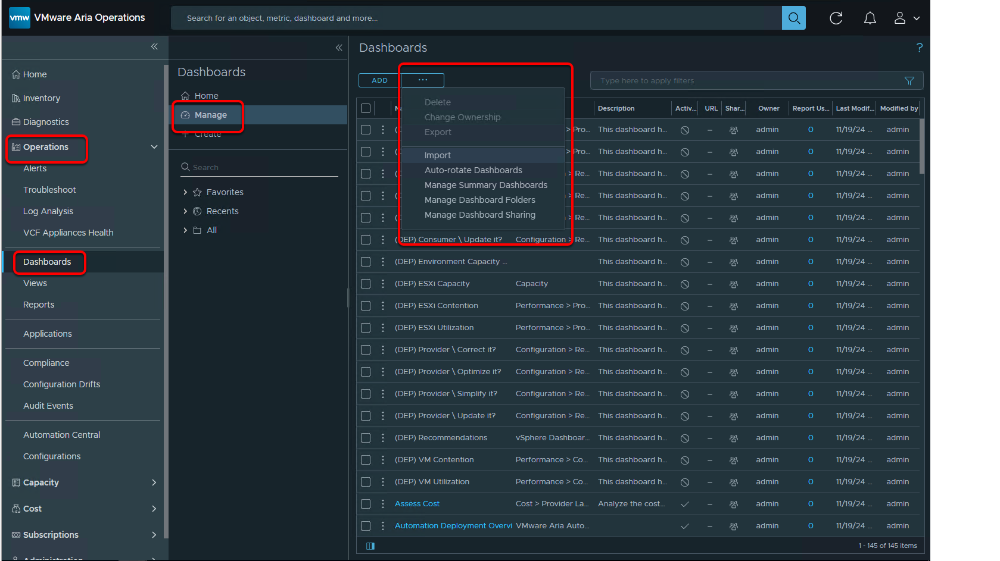 vmw VMware Aria Operations
Search for an object, metric, dashboard and more...
Home
Inventory
Diagnostics
Operations
Alerts
Troubleshoot
Log Analysis
VCF Appliances Health
Dashboards
Views
Reports
Applications
Compliance
Configuration Drifts
Audit Events
Automation Central
Configurations
Capacity
Cost
Subscriptions
Dashboards
Home
Manage
Create
Search
Favorites
Recents
All
Dashboards
?
ADD ...
Type here to apply filters
Delete
Change Ownership
Export
Import
Auto-rotate Dashboards
Manage Summary Dashboards
Manage Dashboard Folders
Manage Dashboard Sharing
Description Activ... URL Shar... Owner Report Us... Last Modif... Modified by
> Pro... This dashboard h... – admin 0 11/19/24 ... admin
> Pro... This dashboard h... – admin 0 11/19/24 ... admin
> Re... This dashboard h... – admin 0 11/19/24 ... admin
> Re... This dashboard h... – admin 0 11/19/24 ... admin
> Re... This dashboard h... – admin 0 11/19/24 ... admin
(DEP) Consumer \ Update it? Configuration > Re... This dashboard h... – admin 0 11/19/24 ... admin
(DEP) Environment Capacity ... This dashboard h... – admin 0 11/19/24 ... admin
(DEP) ESXi Capacity Capacity This dashboard h... – admin 0 11/19/24 ... admin
(DEP) ESXi Contention Performance > Pro... This dashboard h... – admin 0 11/19/24 ... admin
(DEP) ESXi Utilization Performance > Pro... This dashboard h... – admin 0 11/19/24 ... admin
(DEP) Provider \ Correct it? Configuration > Re... This dashboard h... – admin 0 11/19/24 ... admin
(DEP) Provider \ Optimize it? Configuration > Re... This dashboard h... – admin 0 11/19/24 ... admin
(DEP) Provider \ Simplify it? Configuration > Re... This dashboard h... – admin 0 11/19/24 ... admin
(DEP) Provider \ Update it? Configuration > Re... This dashboard h... – admin 0 11/19/24 ... admin
(DEP) Recommendations vSphere Dashboar... This dashboard h... – admin 0 11/19/24 ... admin
(DEP) VM Contention Performance > Co... This dashboard h... – admin 0 11/19/24 ... admin
(DEP) VM Utilization Performance > Co... This dashboard h... – admin 0 11/19/24 ... admin
Assess Cost Cost > Provider La... Analyze the cost... – admin 0 11/19/24 ... admin
Automation Deployment Overvi VMware Aria Auto... – admin 0 11/19/24 ... admin
1 - 145 of 145 items